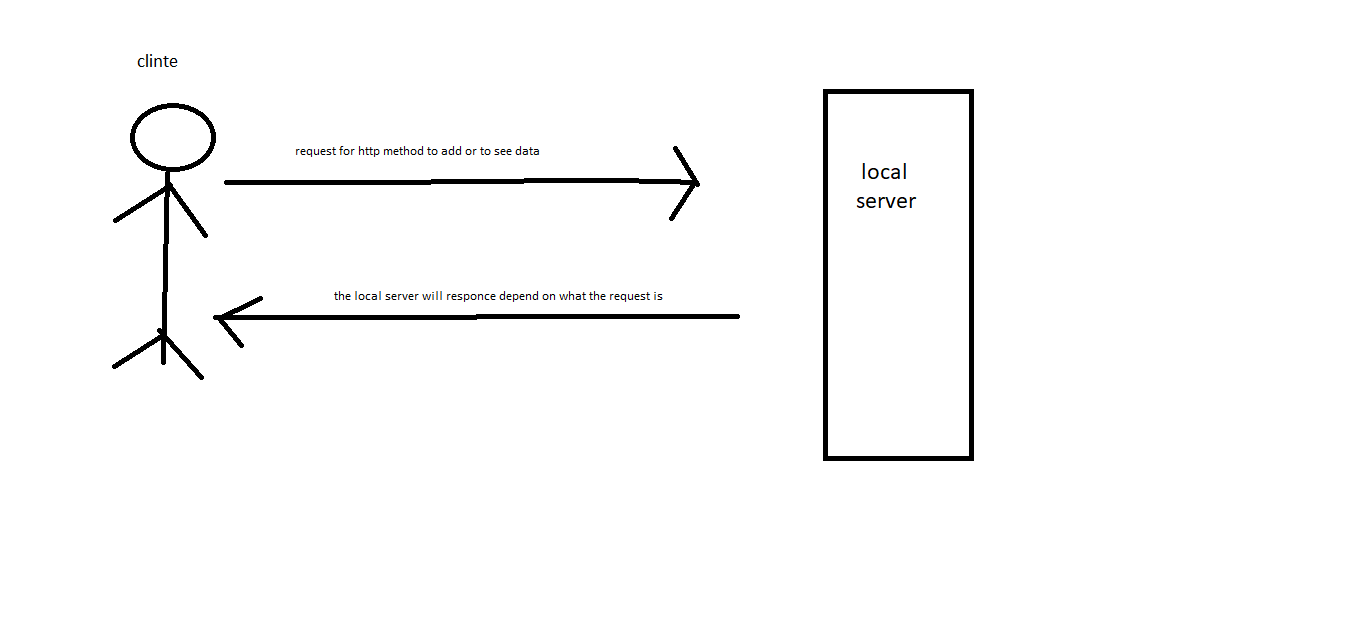 clinte
request for http method to add or to see data
local
server
the local server will responce depend on what the request is